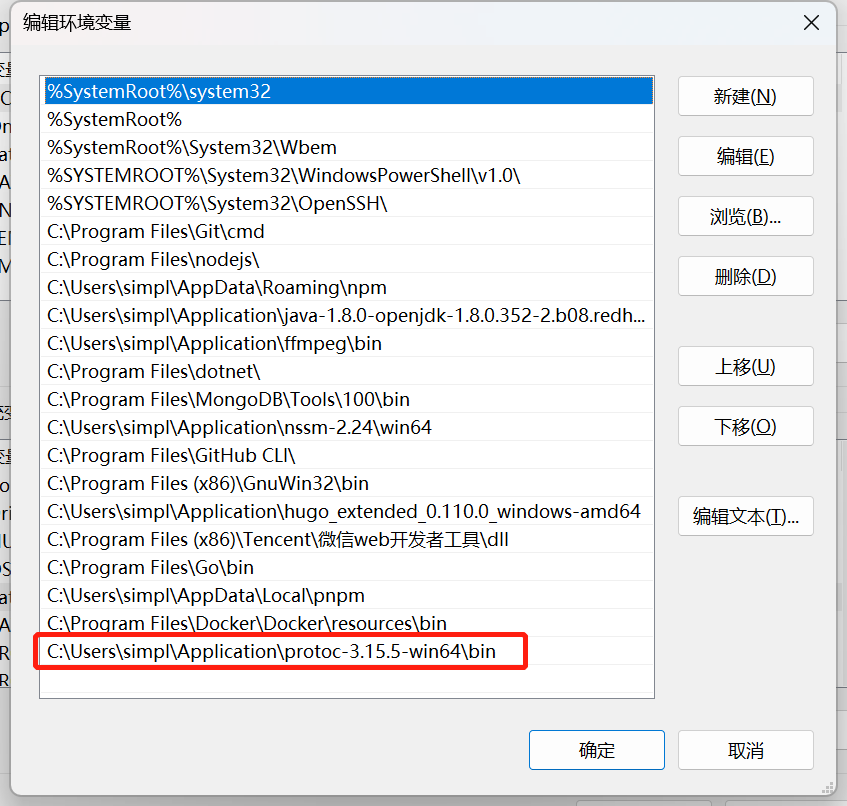 编辑环境变量
%SystemRoot%\system32
%SystemRoot%
%SystemRoot%\System32\Wbem
%SYSTEMROOT%\System32\WindowsPowerShell\v1.0\
%SYSTEMROOT%\System32\OpenSSH\
C:\Program Files\Git\cmd
C:\Program Files\nodejs\
C:\Users\simpl\AppData\Roaming\npm
C:\Users\simpl\Application\java-1.8.0-openjdk-1.8.0.352-2.b08.redh...
C:\Users\simpl\Application\ffmpeg\bin
C:\Program Files\dotnet\
C:\Program Files\MongoDB\Tools\100\bin
C:\Users\simpl\Application\nssm-2.24\win64
C:\Program Files\GitHub CLI\
C:\Program Files (x86)\GnuWin32\bin
C:\Users\simpl\Application\hugo_extended_0.110.0_windows-amd64
C:\Program Files (x86)\Tencent\微信web开发者工具\dll
C:\Program Files\Go\bin
C:\Users\simpl\AppData\Local\pnpm
C:\Program Files\Docker\Docker\resources\bin
C:\Users\simpl\Application\protoc-3.15.5-win64\bin
新建(N)
编辑(E)
浏览(B)...
删除(D)
上移(U)
下移(O)
编辑文本(T)...
确定
取消